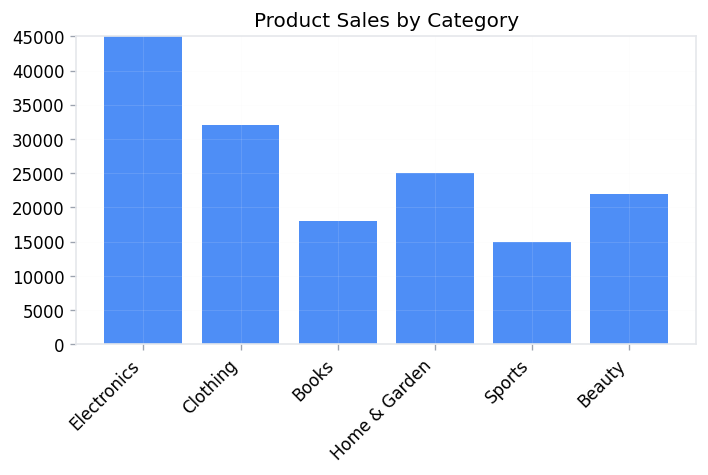 Product Sales by Category
45000
40000
35000
30000
25000
20000
15000
10000
5000
0
Electronics
Clothing
Books
Home & Garden
Sports
Beauty